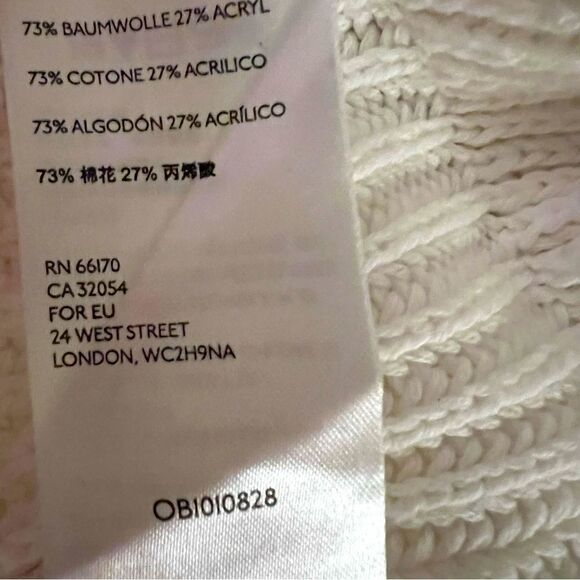 73% BAUMWOLLE 27% ACRYL
73% COTONE 27% ACRILICO
73% ALGODÓN 27% ACRÍLICO
73% 棉花 27% 丙烯酸
RN 66170
CA 32054
FOR EU
24 WEST STREET
LONDON, WC2H9NA
OB1010828